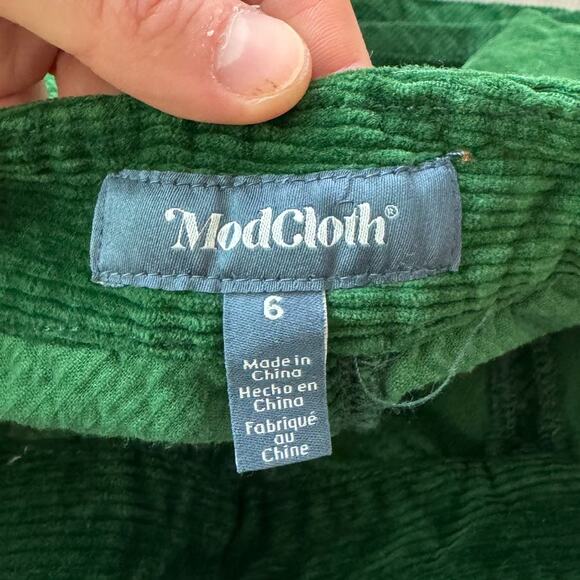 ModCloth®
6
Made in
China
Hecho en
China
Fabriqué
au
Chine